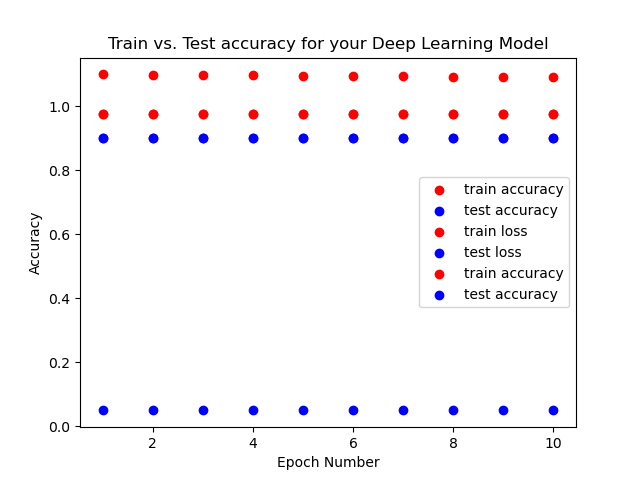 Train vs. Test accuracy for your Deep Learning Model
1.0
0.8
0.6
0.4
0.2
0.0
Accuracy
train accuracy
test accuracy
train loss
test loss
train accuracy
test accuracy
2 4 6 8 10
Epoch Number